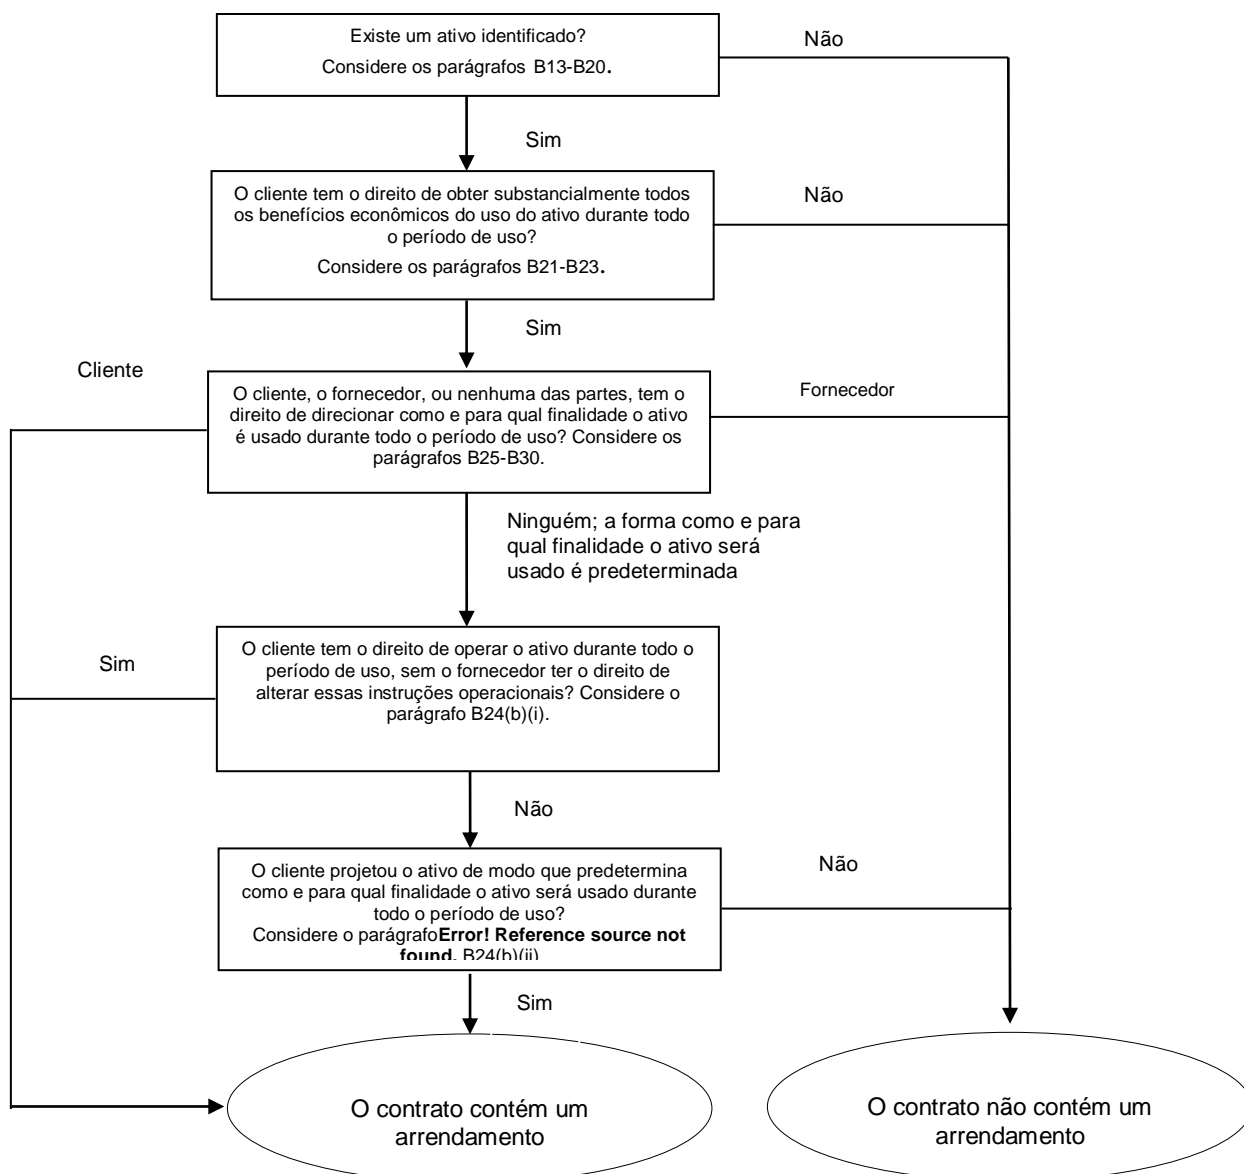 Existe um ativo identificado?
Considere os parágrafos B13-B20.
Não
Sim
O cliente tem o direito de obter substancialmente todos
os benefícios econômicos do uso do ativo durante todo
o período de uso?
Considere os parágrafos B21-B23.
Não
Sim
Cliente
O cliente, o fornecedor, ou nenhuma das partes, tem o
direito de direcionar como e para qual finalidade o ativo
é usado durante todo o período de uso? Considere os
parágrafos B25-B30.
Fornecedor
Ninguém; a forma como e para
qual finalidade o ativo será
usado é predeterminada
Sim
O cliente tem o direito de operar o ativo durante todo o
período de uso, sem o fornecedor ter o direito de
alterar essas instruções operacionais? Considere o
parágrafo B24(b)(i).
Não
O cliente projetou o ativo de modo que predetermina
como e para qual finalidade o ativo será usado durante
todo o período de uso?
Considere o parágrafoError! Reference source not
found. B24(b)(ii)
Não
Sim
O contrato contém um
arrendamento
O contrato não contém um
arrendamento